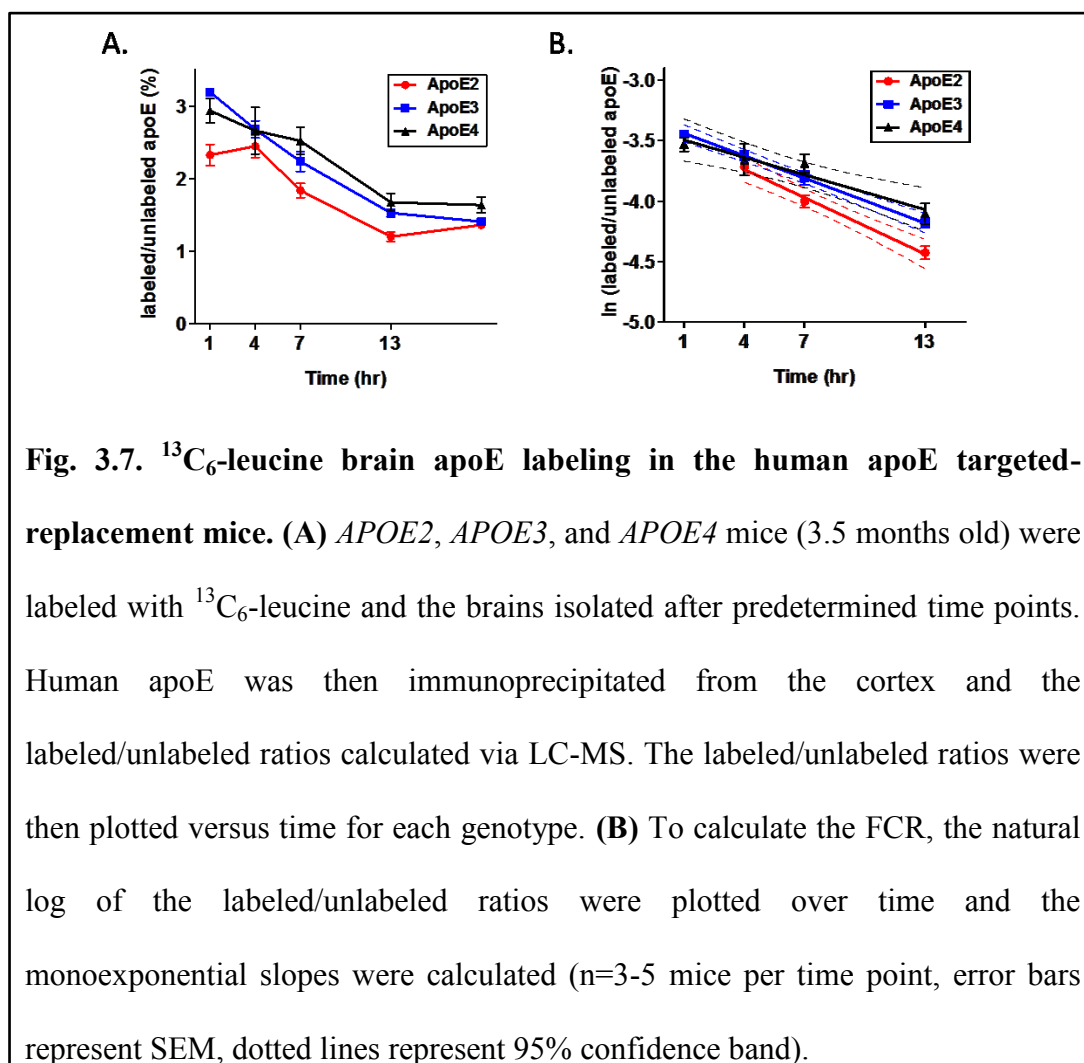 A.
ApoE2
ApoE3
ApoE4
labeled/unlabeled apoE (%)
3
2
1
0
1 4 7 13
Time (hr)
B.
ApoE2
ApoE3
ApoE4
ln (labeled/unlabeled apoE)
-3.0
-3.5
-4.0
-4.5
-5.0
1 4 7 13
Time (hr)
Fig. 3.7. ¹³C₆-leucine brain apoE labeling in the human apoE targeted-
replacement mice. (A) APOE2, APOE3, and APOE4 mice (3.5 months old) were
labeled with ¹³C₆-leucine and the brains isolated after predetermined time points.
Human apoE was then immunoprecipitated from the cortex and the
labeled/unlabeled ratios calculated via LC-MS. The labeled/unlabeled ratios were
then plotted versus time for each genotype. (B) To calculate the FCR, the natural
log of the labeled/unlabeled ratios were plotted over time and the
monoexponential slopes were calculated (n=3-5 mice per time point, error bars
represent SEM, dotted lines represent 95% confidence band).